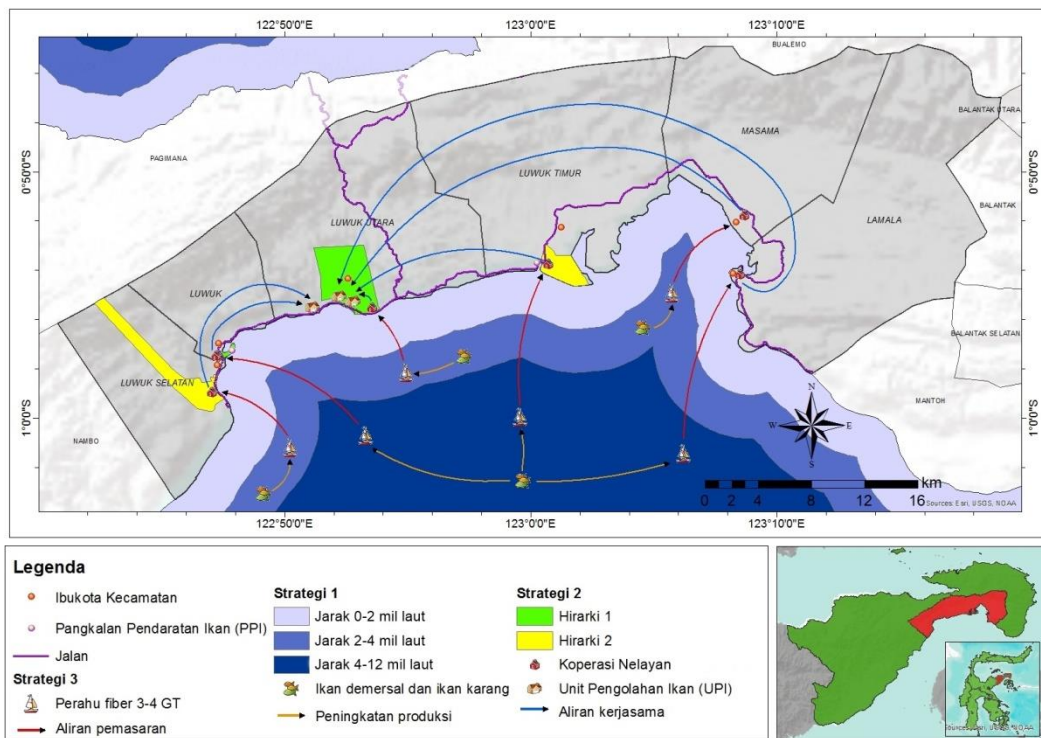 122°50'0"E 123°0'0"E 123°10'0"E
0°50'0"S
1°0'0"S
0°50'0"S
1°0'0"S
BUALEMO
BALANTAK UTARA
MASAMA
PAGIMANA
LUWUK TIMUR
LUWUK UTARA
LAMALA
BALANTAK
LUWUK
BALANTAK SELATAN
LUWUK SELATAN
MANTOH
NAMBO
N
W E
S
km
0 2 4 8 12 16
Sources: Esri, USGS, NOAA
122°50'0"E 123°0'0"E 123°10'0"E
Legenda
Ibukota Kecamatan
Pangkalan Pendaratan Ikan (PPI)
Jalan
Strategi 3
Perahu fiber 3-4 GT
Aliran pemasaran
Strategi 1
Jarak 0-2 mil laut
Jarak 2-4 mil laut
Jarak 4-12 mil laut
Ikan demersal dan ikan karang
Peningkatan produksi
Strategi 2
Hirarki 1
Hirarki 2
Koperasi Nelayan
Unit Pengolahan Ikan (UPI)
Aliran kerjasama
Sources: Esri, USGS, NOAA